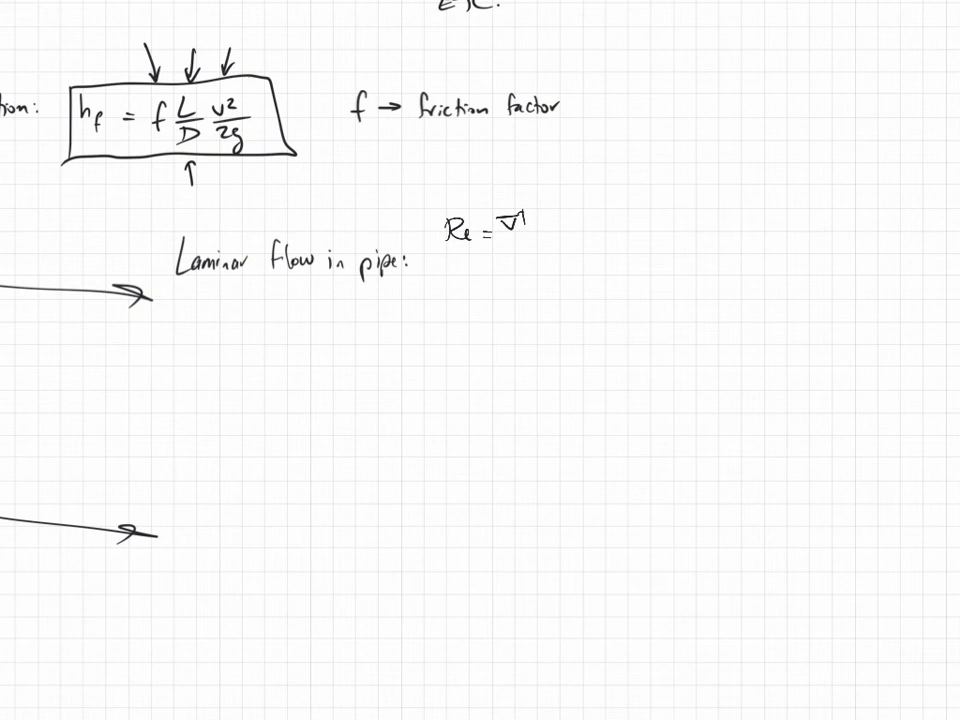 tion: h_f = f L/D v²/2g f → friction factor
Re = V
Laminar flow in pipe: